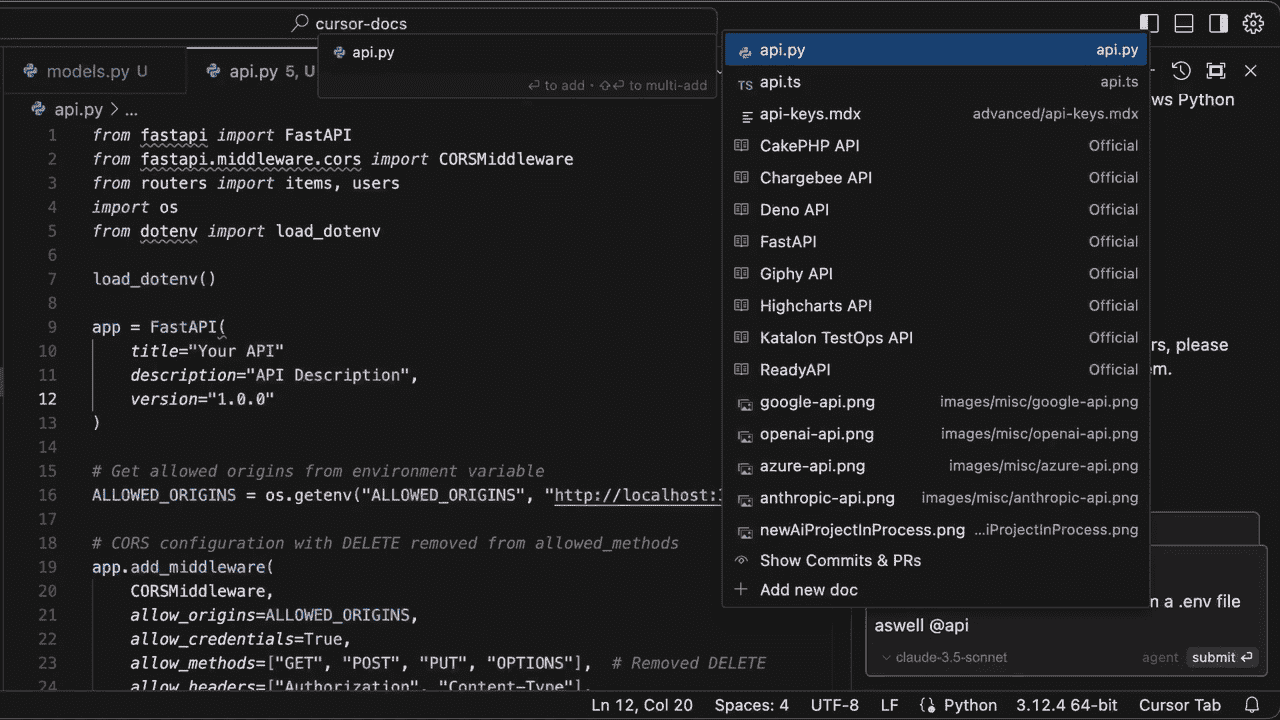 cursor-docs
models.py U
api.py 5, U
api.py
⏎ to add · ⇧⏎ to multi-add
api.py > ...
1 from fastapi import FastAPI
2 from fastapi.middleware.cors import CORSMiddleware
3 from routers import items, users
4 import os
5 from dotenv import load_dotenv
6
7 load_dotenv()
8
9 app = FastAPI(
10 title="Your API"
11 description="API Description",
12 version="1.0.0"
13 )
14
15 # Get allowed origins from environment variable
16 ALLOWED_ORIGINS = os.getenv("ALLOWED_ORIGINS", "http://localhost:
17
18 # CORS configuration with DELETE removed from allowed_methods
19 app.add_middleware(
20 CORSMiddleware,
21 allow_origins=ALLOWED_ORIGINS,
22 allow_credentials=True,
23 allow_methods=["GET", "POST", "PUT", "OPTIONS"], # Removed DELETE
24 allow_headers=["Authorization", "Content-Type"],
api.py api.py
TS api.ts api.ts
api-keys.mdx advanced/api-keys.mdx
CakePHP API Official
Chargebee API Official
Deno API Official
FastAPI Official
Giphy API Official
Highcharts API Official
Katalon TestOps API Official
ReadyAPI Official
google-api.png images/misc/google-api.png
openai-api.png images/misc/openai-api.png
azure-api.png images/misc/azure-api.png
anthropic-api.png images/misc/anthropic-api.png
newAiProjectInProcess.png ...iProjectInProcess.png
Show Commits & PRs
+ Add new doc
ws Python
rs, please
em.
a .env file
aswell @api
claude-3.5-sonnet agent submit ⏎
Ln 12, Col 20 Spaces: 4 UTF-8 LF {} Python 3.12.4 64-bit Cursor Tab